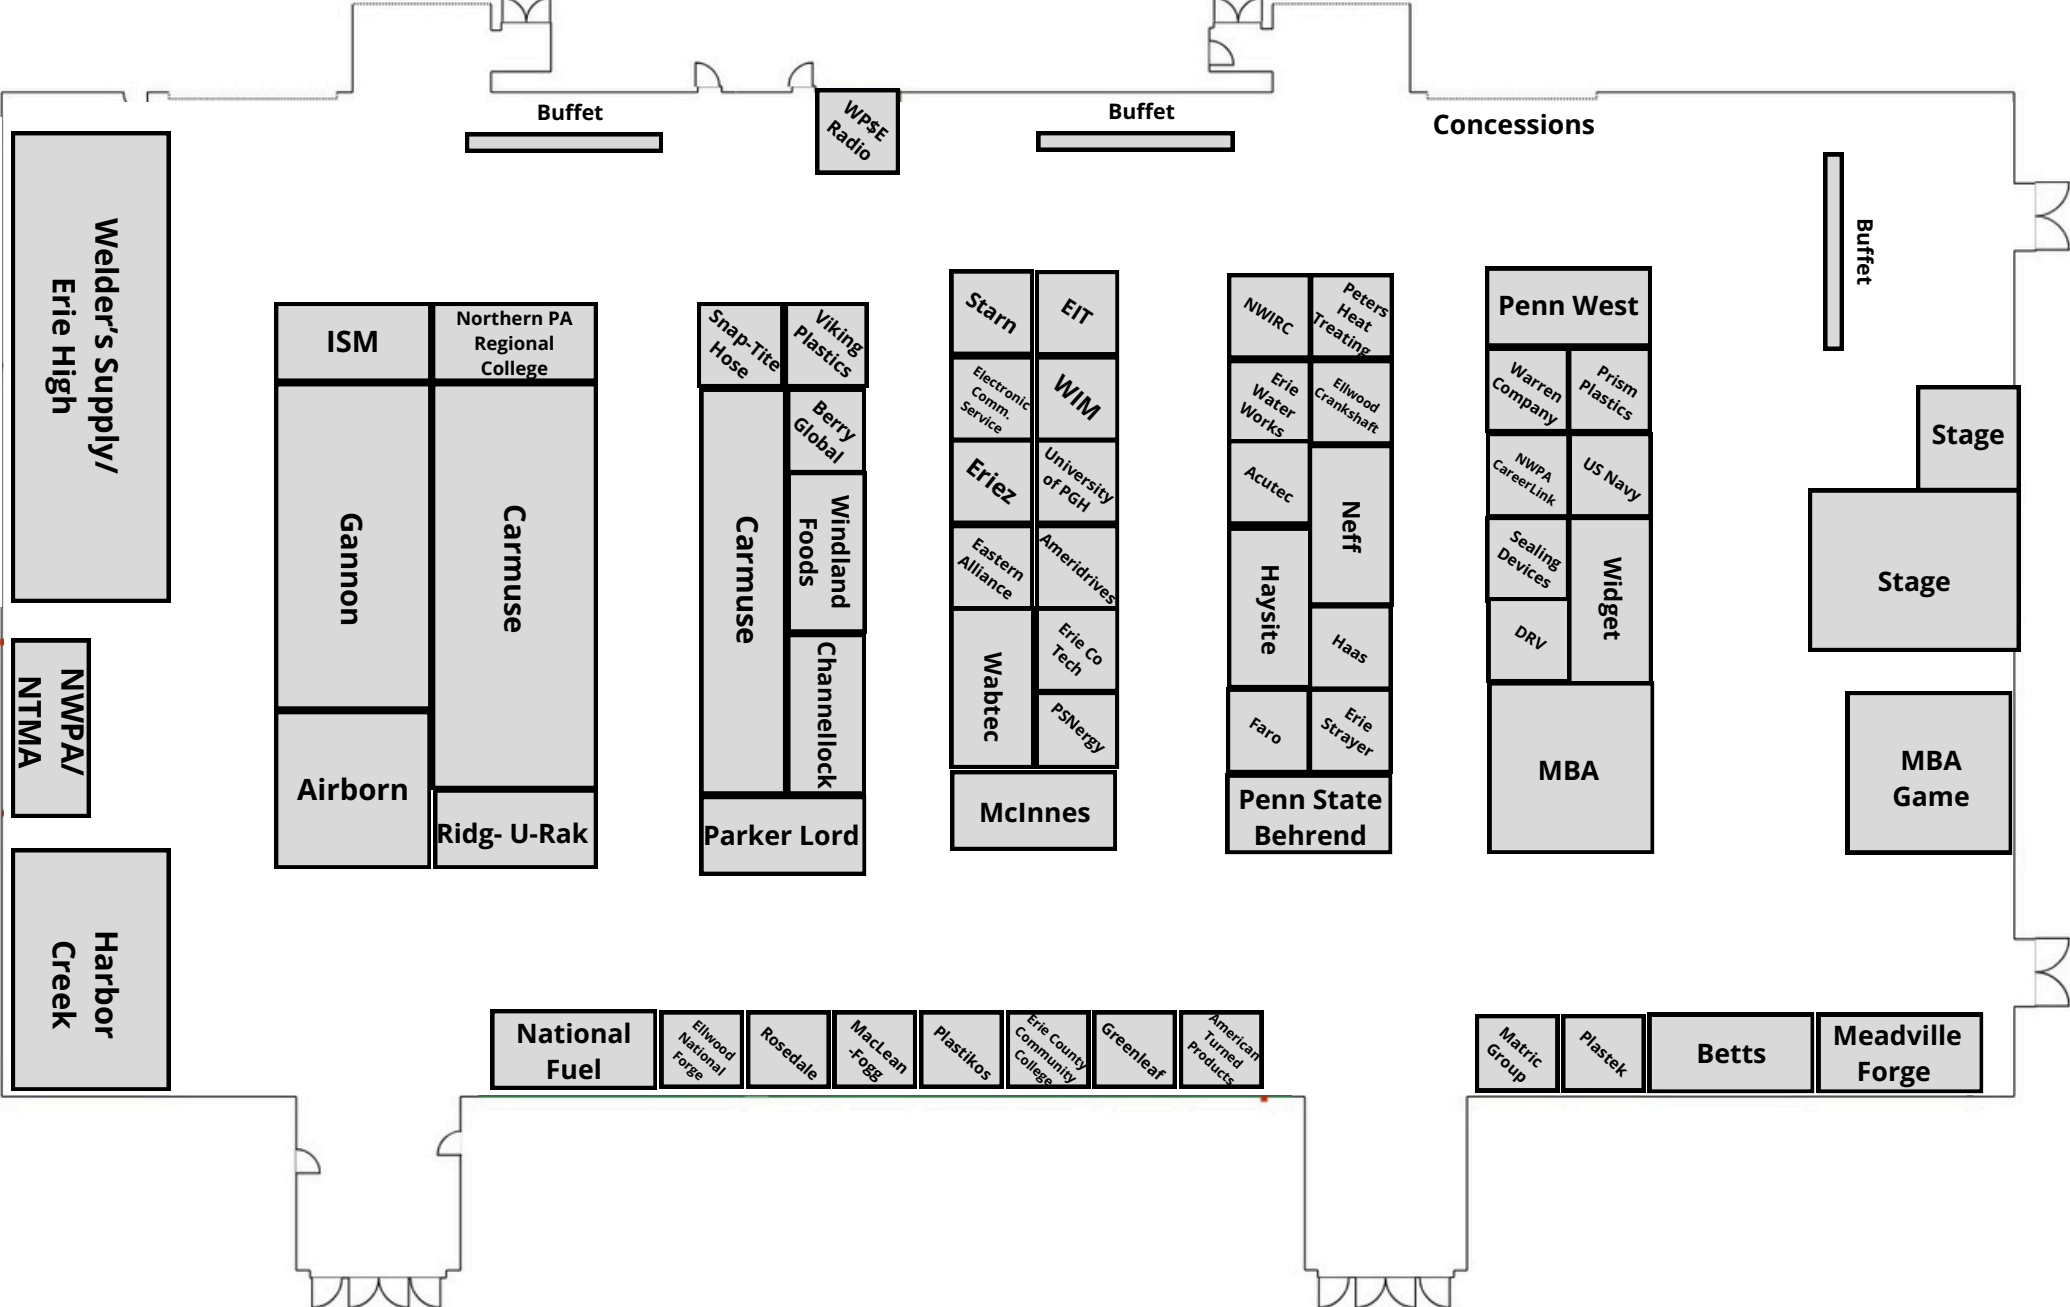 Buffet
WP$E
Radio
Buffet
Concessions
Buffet
Welder's Supply/
Erie High
NWPA/
NTMA
Harbor
Creek
ISM
Northern PA
Regional
College
Gannon
Carmuse
Airborn
Ridg- U-Rak
Snap-Tite
Hose
Viking
Plastics
Carmuse
Berry
Global
Windland
Foods
Channellock
Parker Lord
Starn
EIT
Electronic
Comm.
Service
WIM
Eriez
University
of PGH
Eastern
Alliance
Ameridrives
Wabtec
Erie Co
Tech
PSNergy
McInnes
NWIRC
Peters
Heat
Treating
Erie
Water
Works
Ellwood
Crankshaft
Acutec
Neff
Haysite
Haas
Faro
Erie
Strayer
Penn State
Behrend
Penn West
Warren
Company
Prism
Plastics
NWPA
CareerLink
US Navy
Sealing
Devices
Widget
DRV
MBA
Stage
Stage
MBA
Game
National
Fuel
Ellwood
National
Forge
Rosedale
MacLean
-Fogg
Plastikos
Erie County
Community
College
Greenleaf
American
Turned
Products
Matric
Group
Plastek
Betts
Meadville
Forge